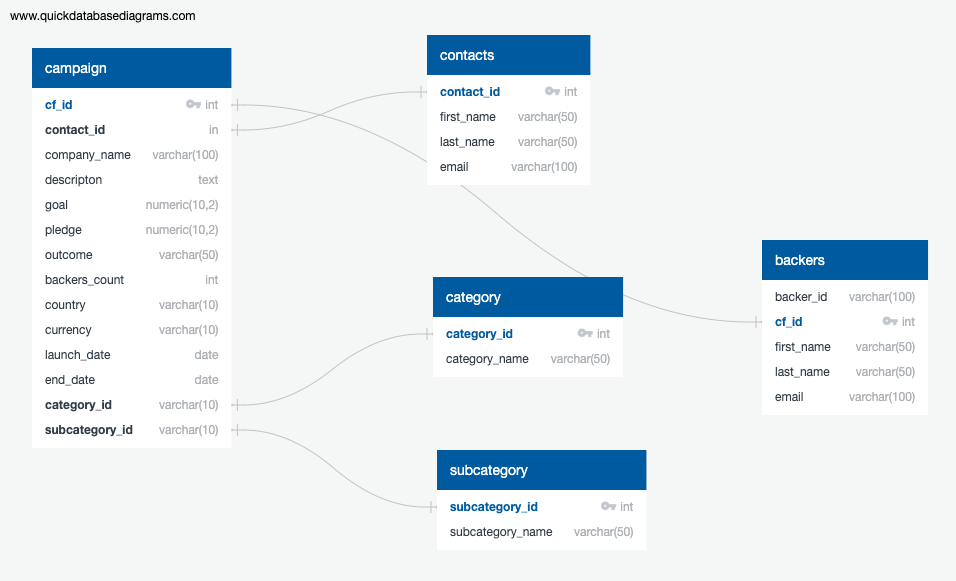 www.quickdatabasediagrams.com
campaign
cf_id int
contact_id in
company_name varchar(100)
descripton text
goal numeric(10,2)
pledge numeric(10,2)
outcome varchar(50)
backers_count int
country varchar(10)
currency varchar(10)
launch_date date
end_date date
category_id varchar(10)
subcategory_id varchar(10)
contacts
contact_id int
first_name varchar(50)
last_name varchar(50)
email varchar(100)
category
category_id int
category_name varchar(50)
subcategory
subcategory_id int
subcategory_name varchar(50)
backers
backer_id varchar(100)
cf_id int
first_name varchar(50)
last_name varchar(50)
email varchar(100)